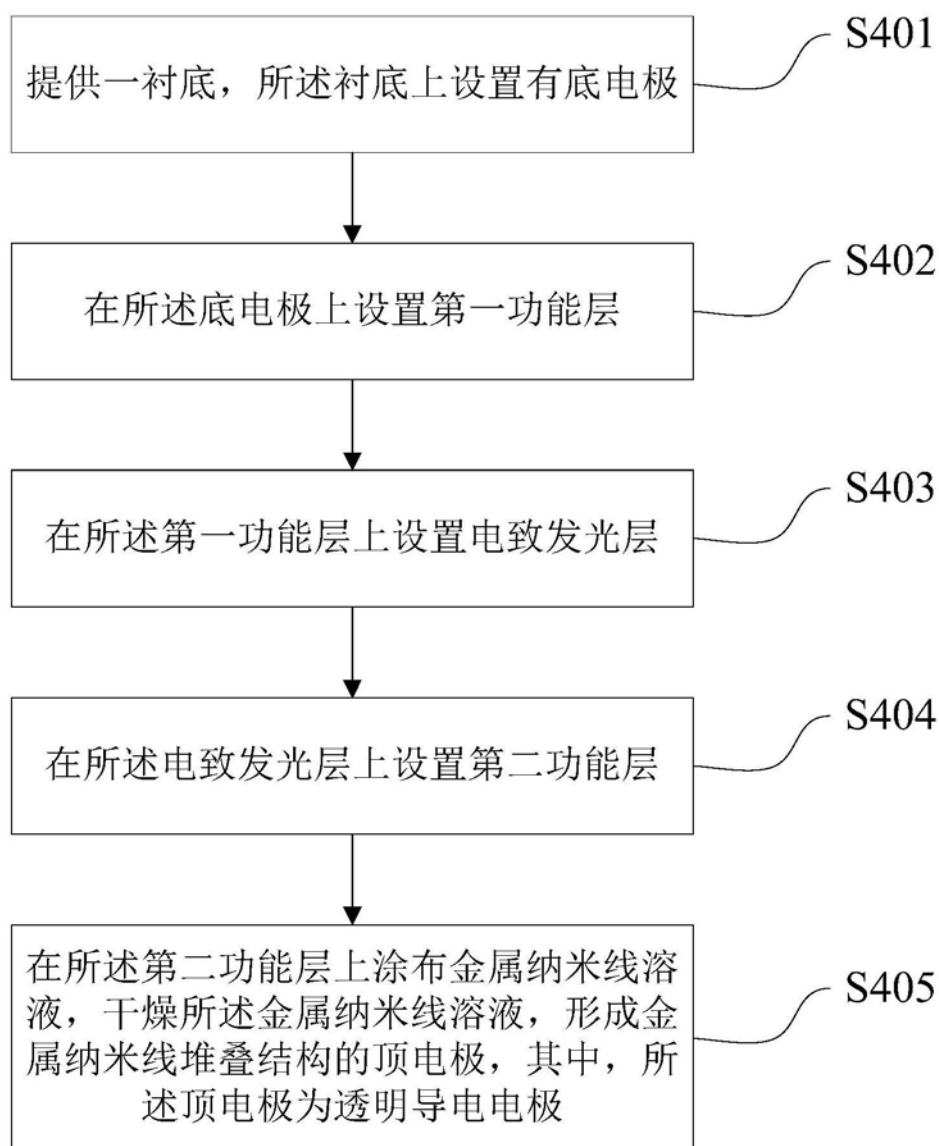 提供一衬底，所述衬底上设置有底电极
S401
在所述底电极上设置第一功能层
S402
在所述第一功能层上设置电致发光层
S403
在所述电致发光层上设置第二功能层
S404
在所述第二功能层上涂布金属纳米线溶
液，干燥所述金属纳米线溶液，形成金
属纳米线堆叠结构的顶电极，其中，所
述顶电极为透明导电电极
S405